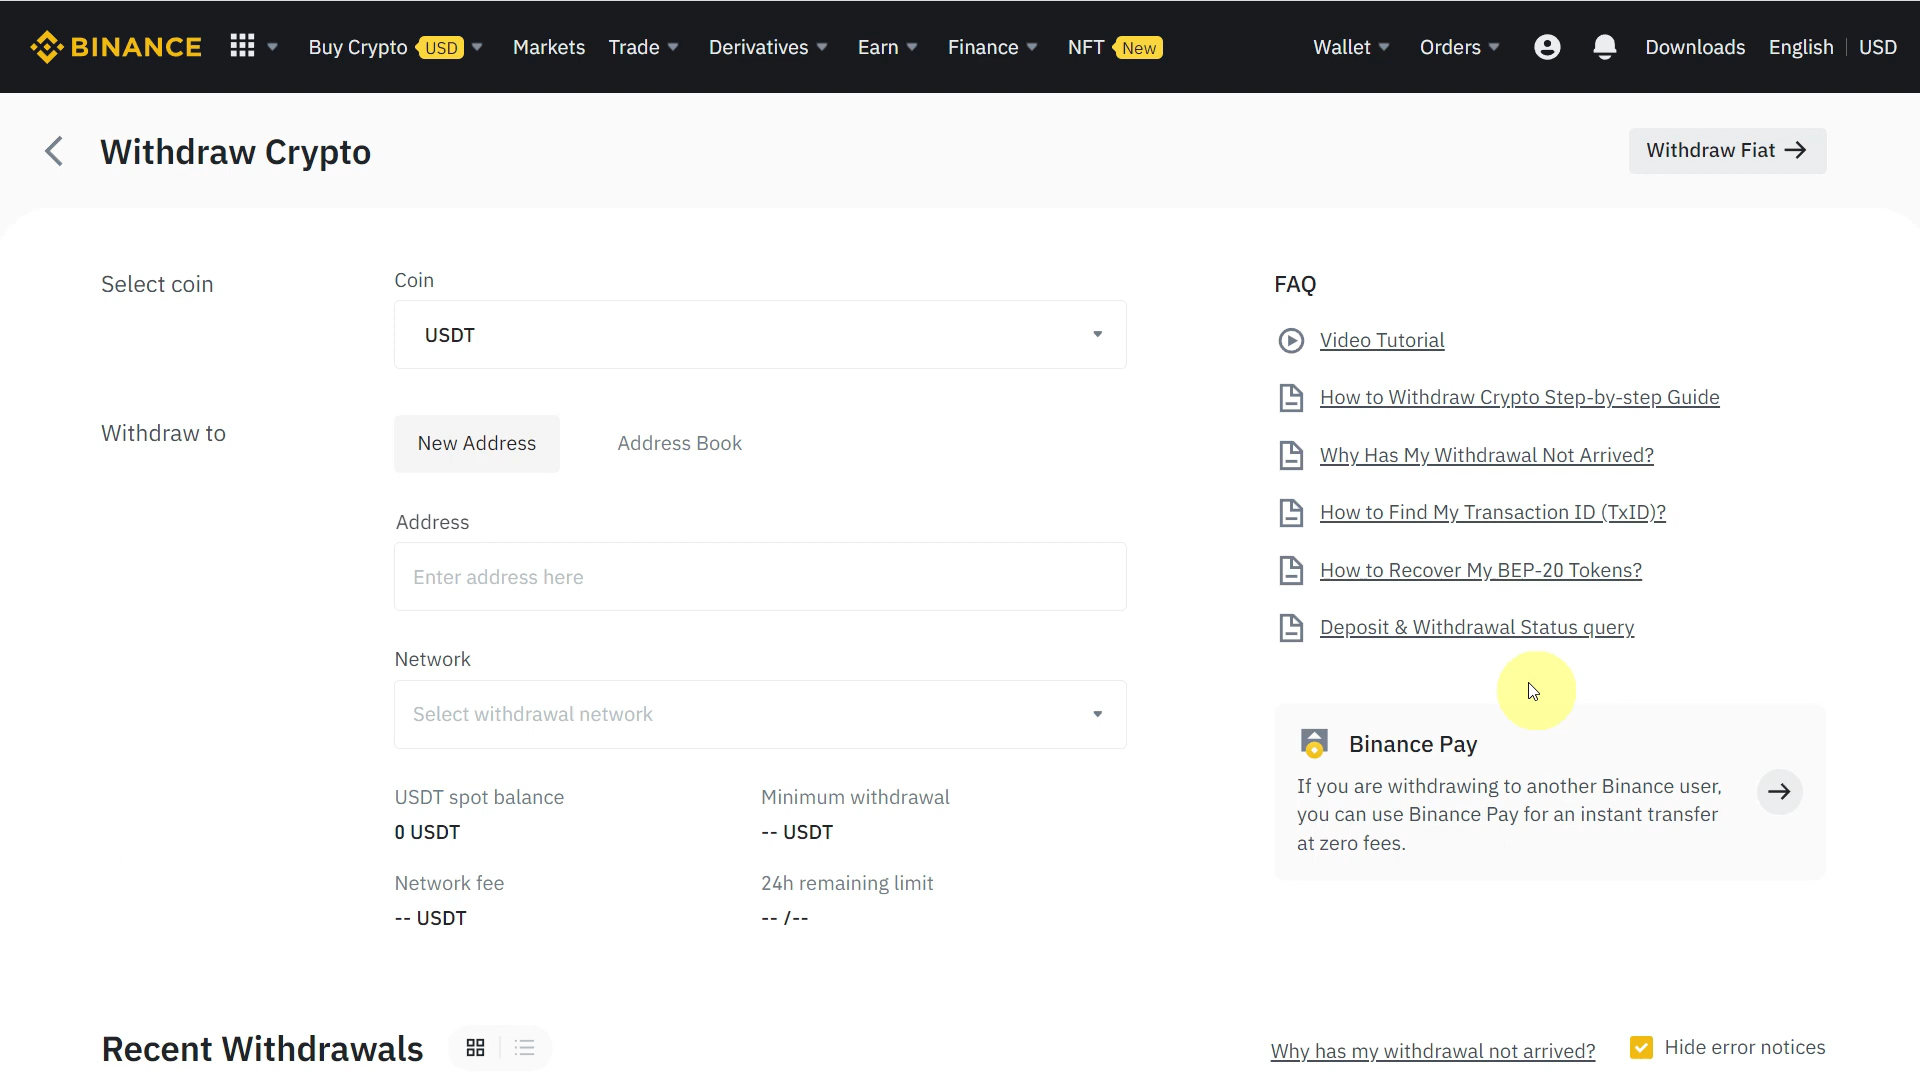 BINANCE
Buy Crypto USD Markets Trade Derivatives Earn Finance NFT New Wallet Orders Downloads English USD
Withdraw Crypto
Withdraw Fiat
Select coin
Coin
USDT
Withdraw to
New Address Address Book
Address
Enter address here
Network
Select withdrawal network
USDT spot balance Minimum withdrawal
0 USDT -- USDT
Network fee 24h remaining limit
-- USDT -- /--
FAQ
Video Tutorial
How to Withdraw Crypto Step-by-step Guide
Why Has My Withdrawal Not Arrived?
How to Find My Transaction ID (TxID)?
How to Recover My BEP-20 Tokens?
Deposit & Withdrawal Status query
Binance Pay
If you are withdrawing to another Binance user,
you can use Binance Pay for an instant transfer
at zero fees.
Recent Withdrawals
Why has my withdrawal not arrived? Hide error notices